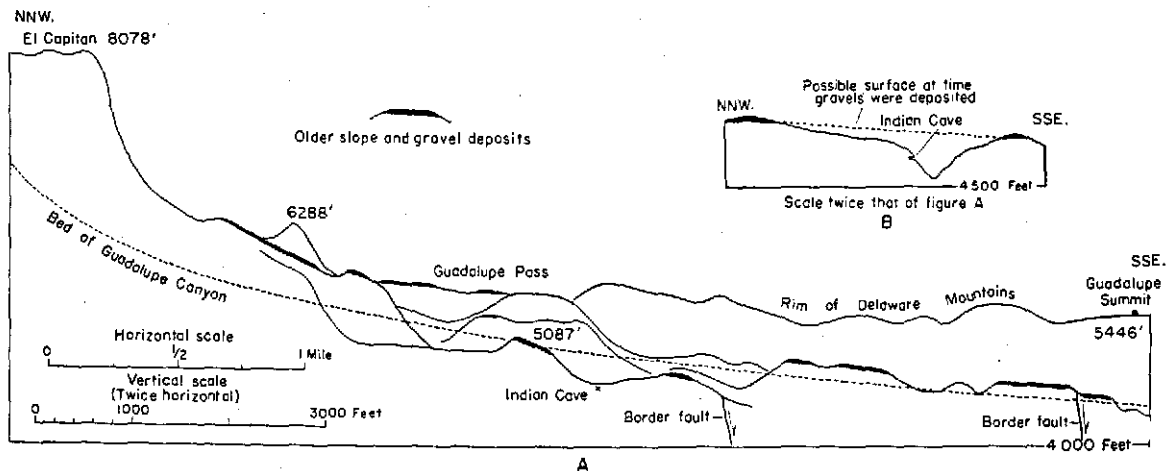 NNW.
El Capitan 8078'
Older slope and gravel deposits
Possible surface at time
gravels were deposited
NNW.
Indian Cave
SSE.
4500 Feet
Scale twice that of figure A
B
6288'
Bed of Guadalupe Canyon
Guadalupe Pass
SSE.
Rim of Delaware Mountains
Guadalupe
Summit
5446'
5087'
Horizontal scale
0 1/2 1 Mile
Vertical scale
(Twice horizontal)
0 1000 3000 Feet
Indian Cave
Border fault
Border fault
4000 Feet
A